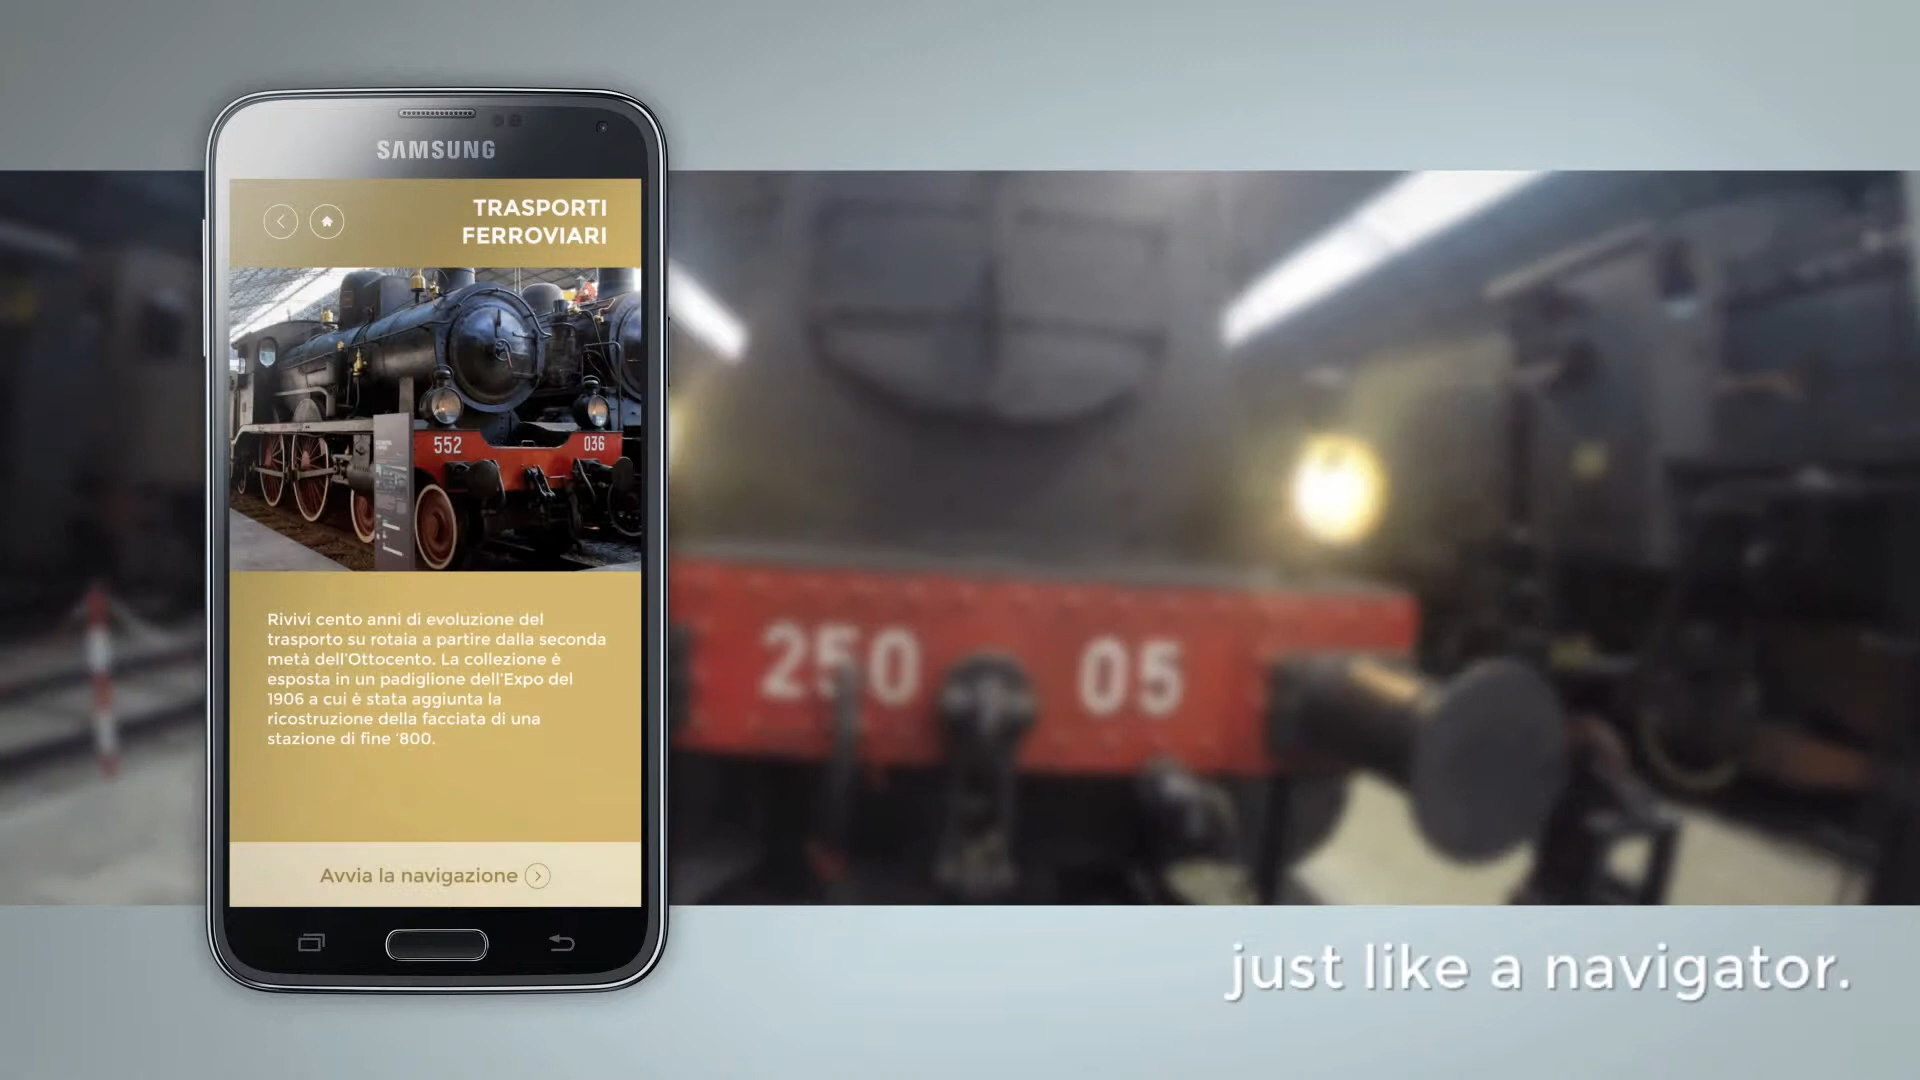 SAMSUNG
TRASPORTI
FERROVIARI
552 036
Rivivi cento anni di evoluzione del
trasporto su rotaia a partire dalla seconda
metà dell'Ottocento. La collezione è
esposta in un padiglione dell'Expo del
1906 a cui è stata aggiunta la
ricostruzione della facciata di una
stazione di fine '800.
Avvia la navigazione
250 05
just like a navigator.